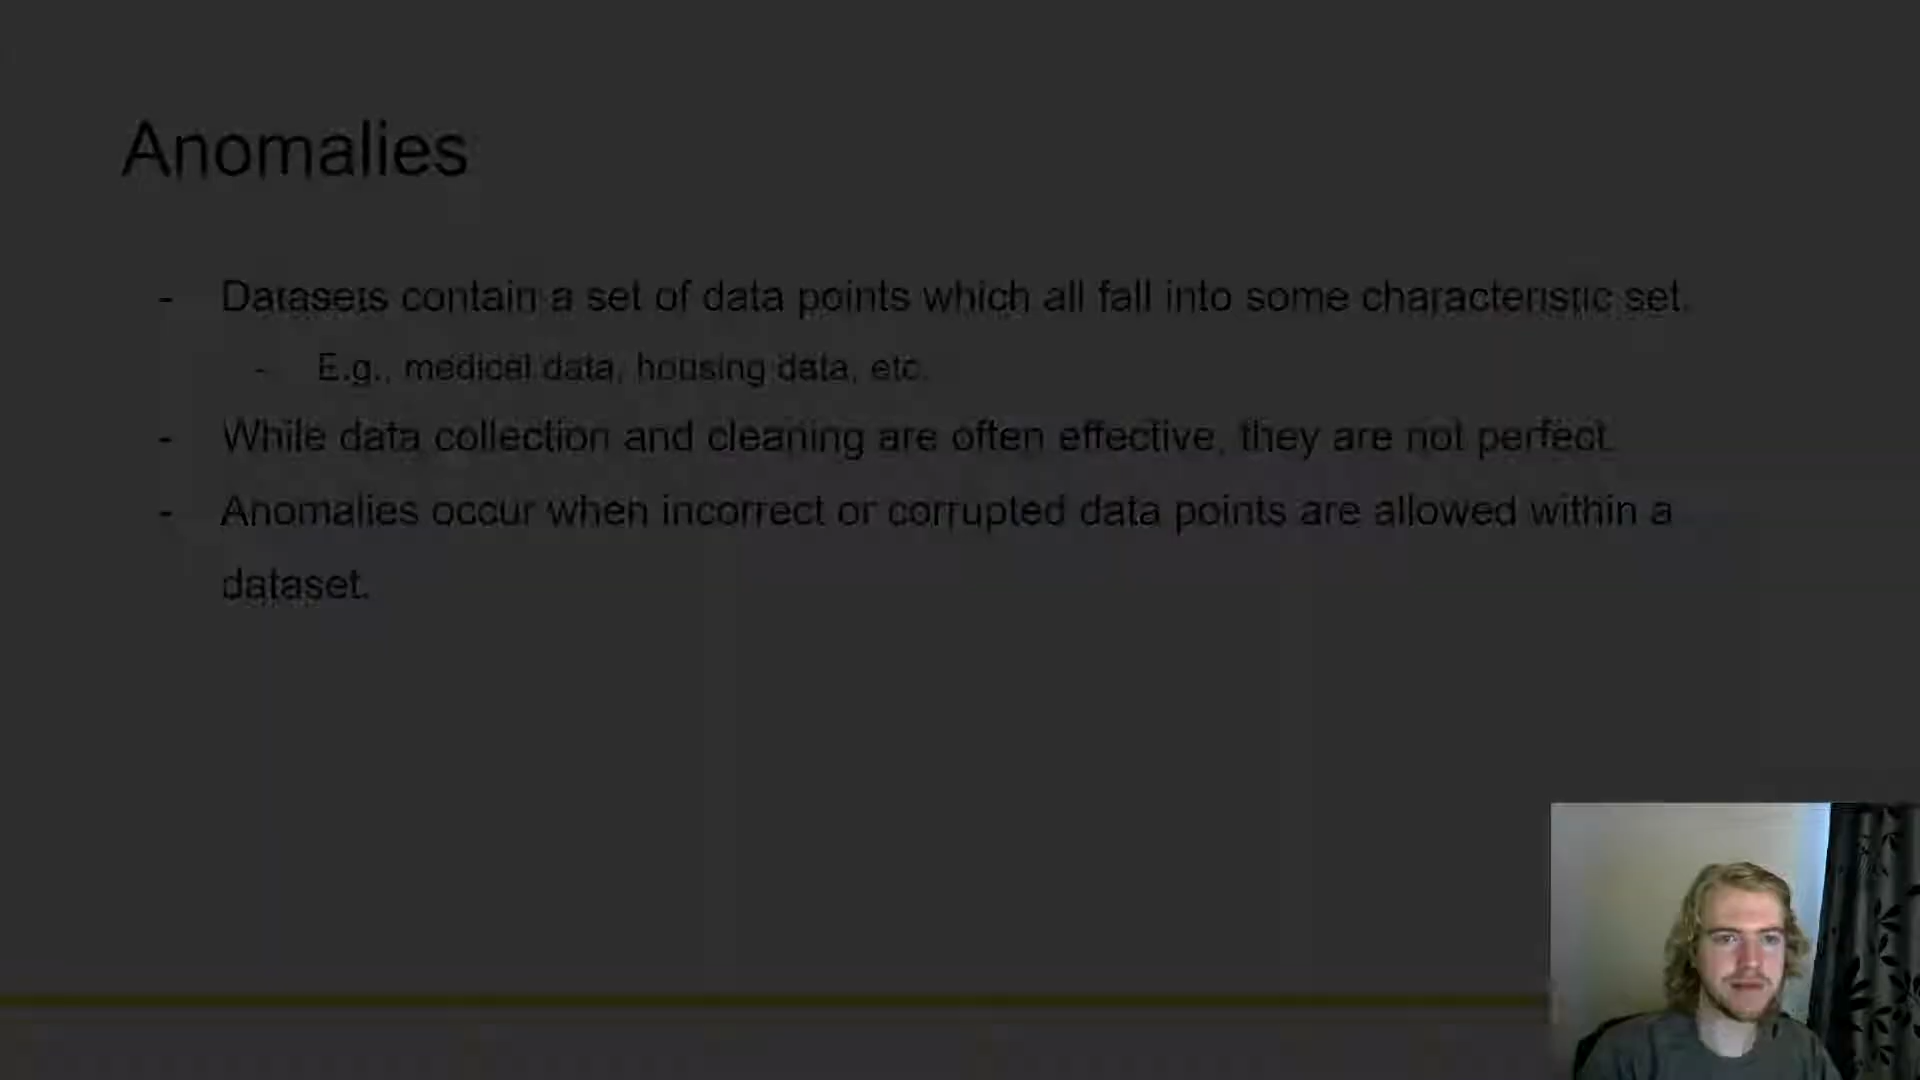 Anomalies
- Datasets contain a set of data points which all fall into some characteristic set.
- E.g., medical data, housing data, etc.
- While data collection and cleaning are often effective, they are not perfect.
- Anomalies occur when incorrect or corrupted data points are allowed within a
dataset.